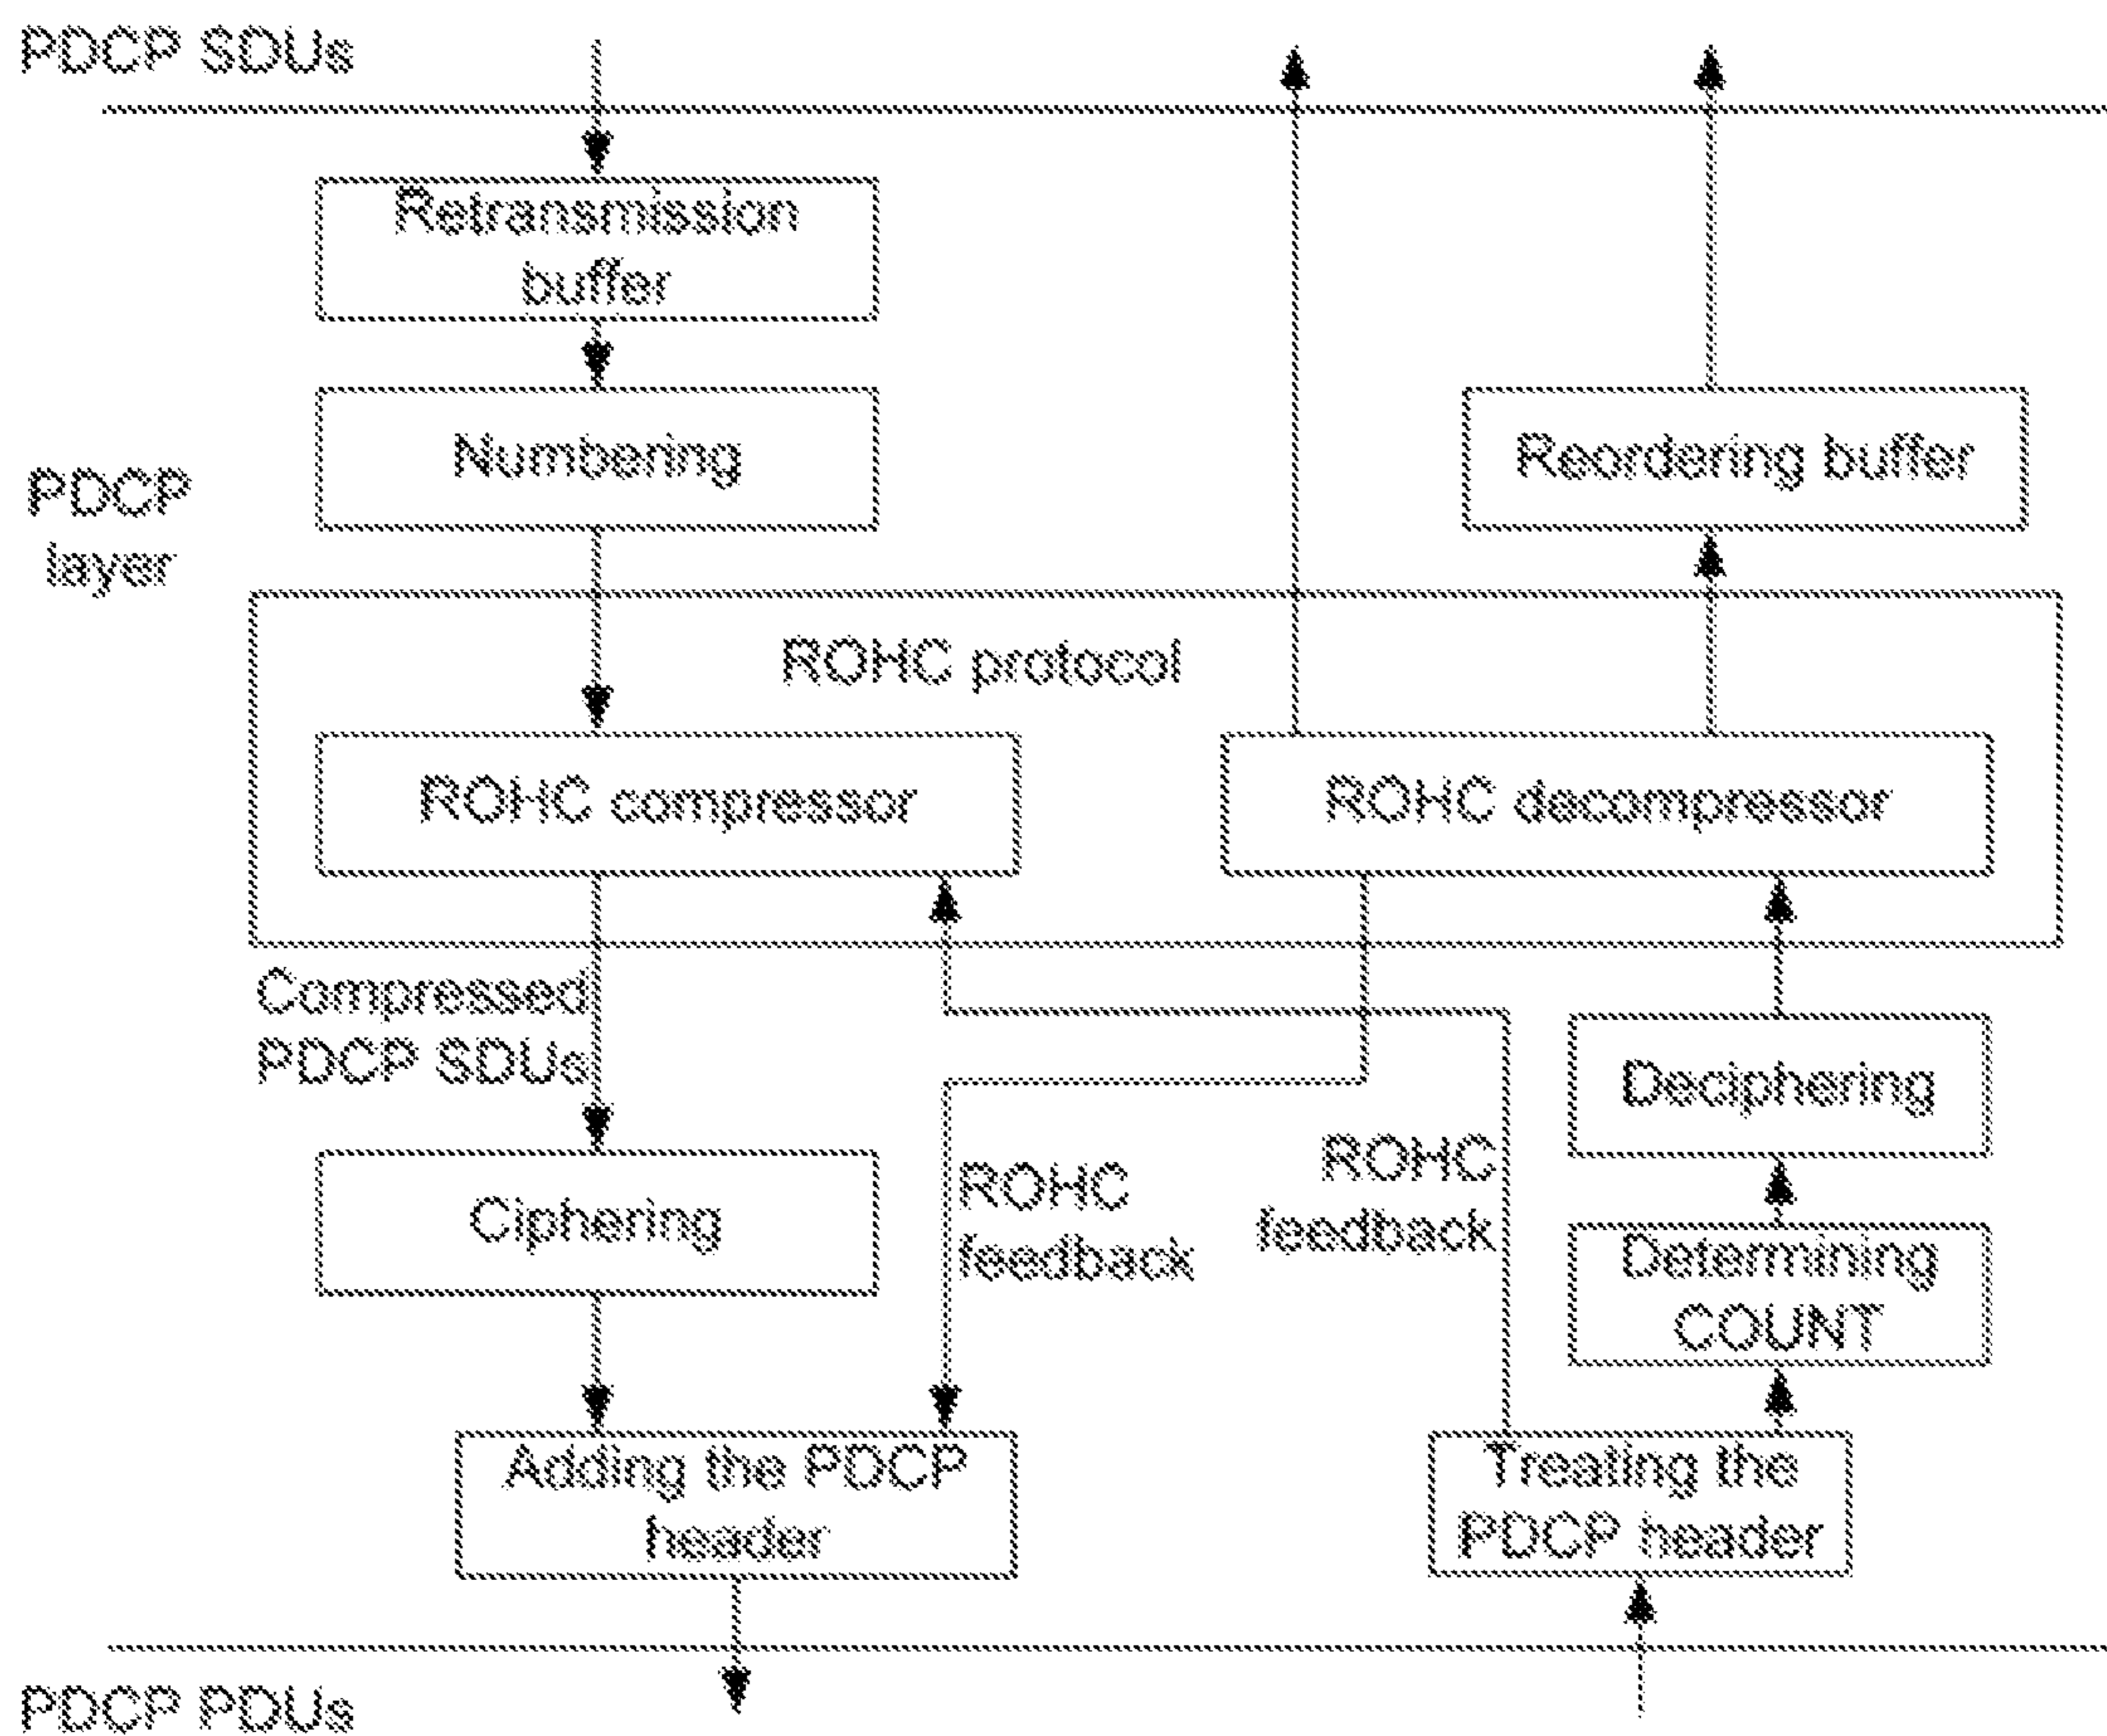 PDCP SDUs
Retransmission
buffer
Numbering
Reordering buffer
PDCP
layer
ROHC protocol
ROHC compressor
ROHC decompressor
Compressed
PDCP SDUs
Deciphering
Ciphering
ROHC
feedback
ROHC
feedback
Determining
COUNT
Adding the PDCP
header
Treating the
PDCP header
PDCP PDUs